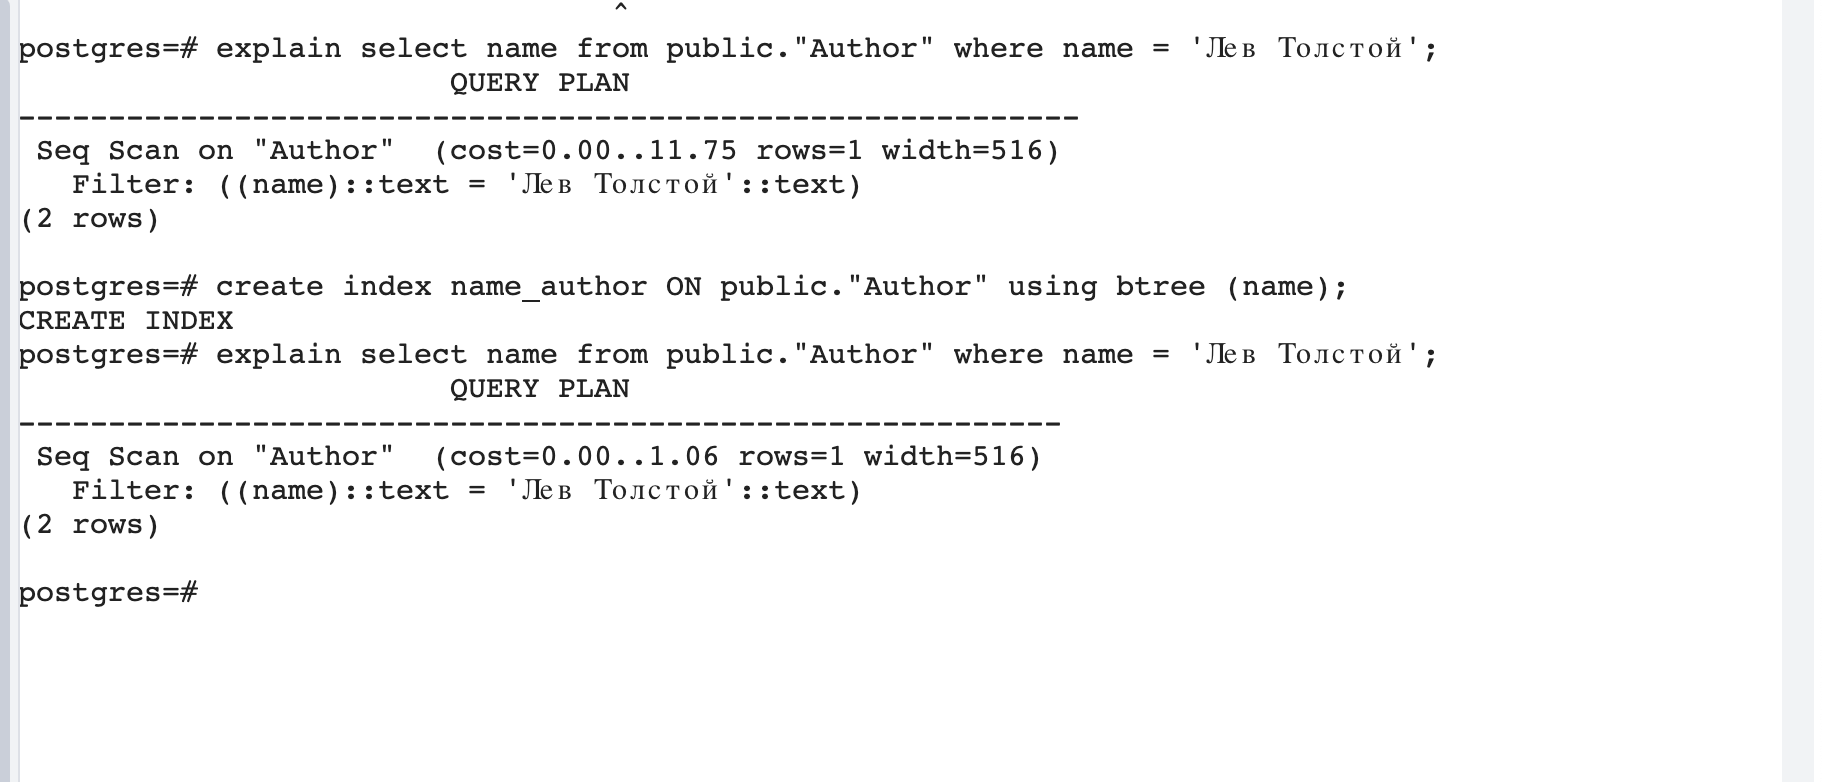 ^
postgres=# explain select name from public."Author" where name = 'Лев Толстой';
QUERY PLAN
-----------------------------------------------------------
Seq Scan on "Author"  (cost=0.00..11.75 rows=1 width=516)
Filter: ((name)::text = 'Лев Толстой'::text)
(2 rows)
postgres=# create index name_author ON public."Author" using btree (name);
CREATE INDEX
postgres=# explain select name from public."Author" where name = 'Лев Толстой';
QUERY PLAN
----------------------------------------------------------
Seq Scan on "Author"  (cost=0.00..1.06 rows=1 width=516)
Filter: ((name)::text = 'Лев Толстой'::text)
(2 rows)
postgres=#